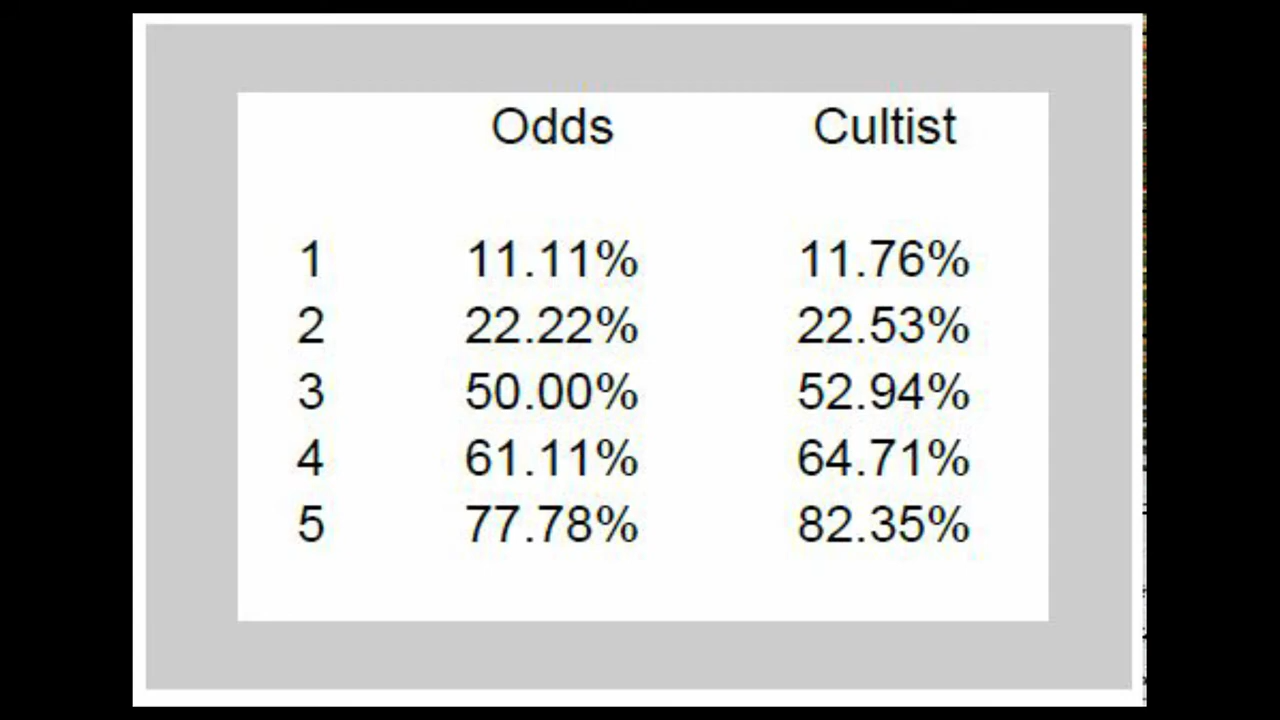 Odds Cultist
1 11.11% 11.76%
2 22.22% 22.53%
3 50.00% 52.94%
4 61.11% 64.71%
5 77.78% 82.35%